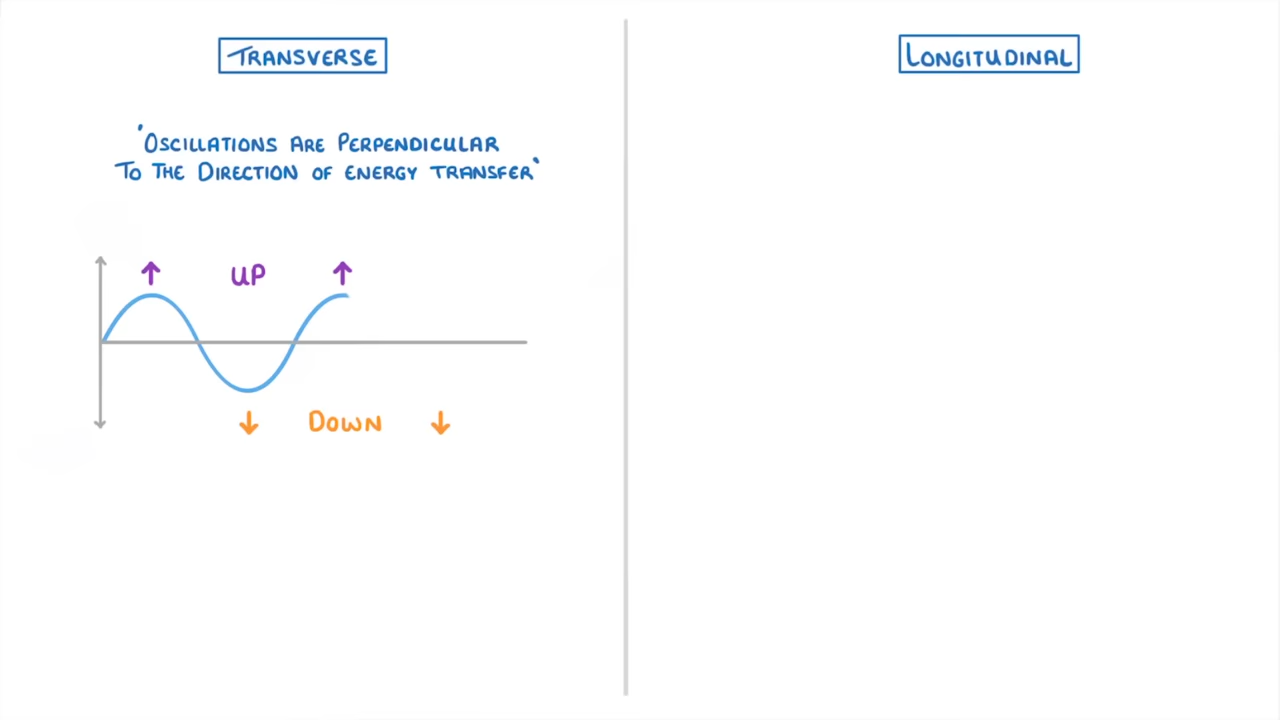 TRANSVERSE
'OSCILLATIONS ARE PERPENDICULAR
TO THE DIRECTION OF ENERGY TRANSFER'
UP
DOWN
LONGITUDINAL